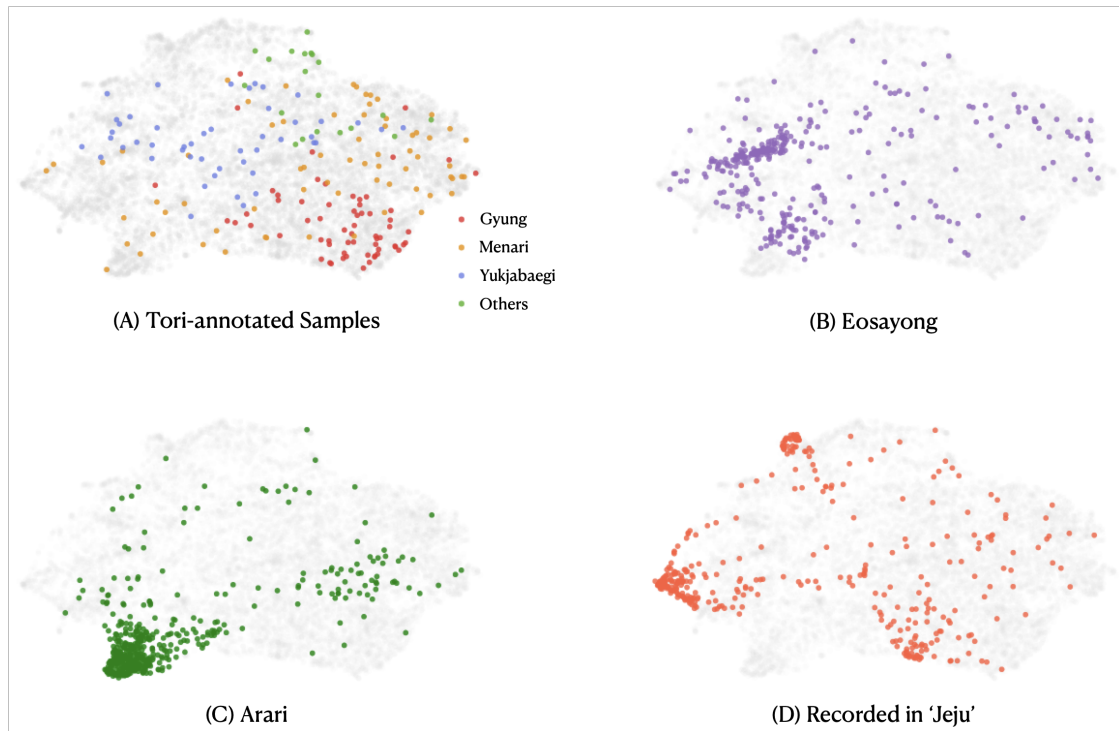 Gyung
Menari
Yukjabaegi
Others
(A) Tori-annotated Samples
(B) Eosayong
(C) Arari
(D) Recorded in ‘Jeju’